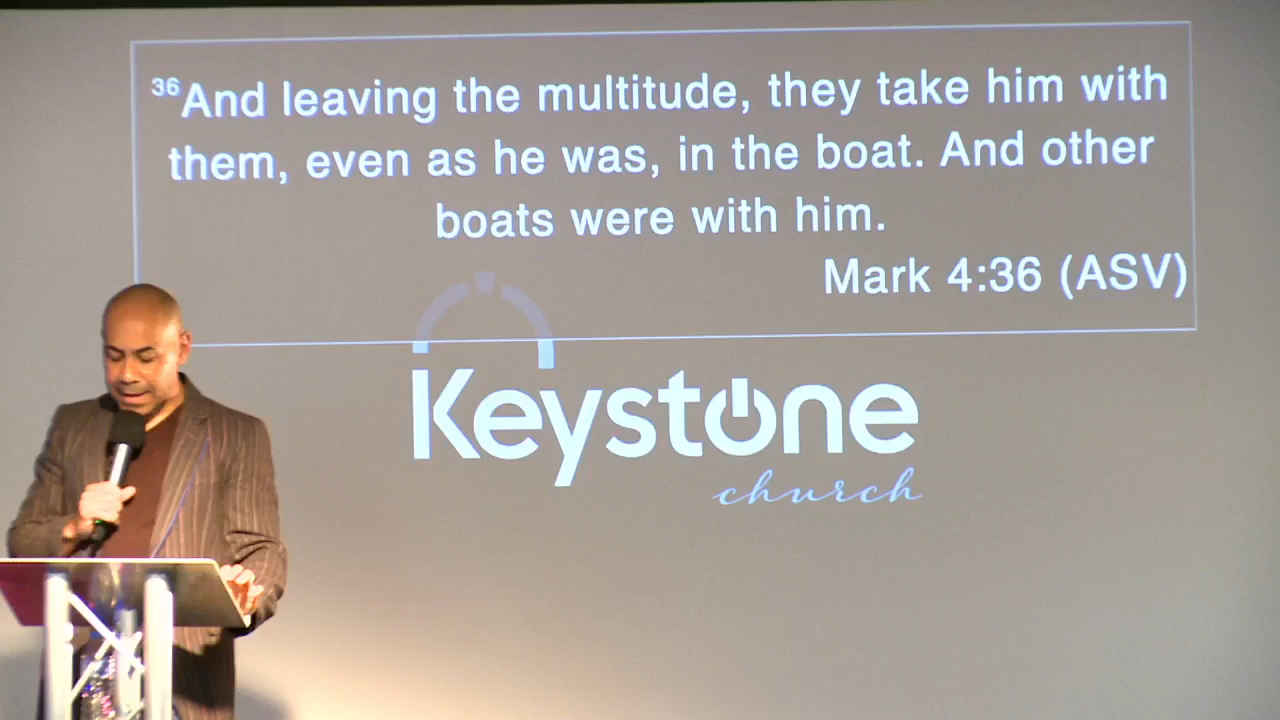 36And leaving the multitude, they take him with
them, even as he was, in the boat. And other
boats were with him.
Mark 4:36 (ASV)
Keystone
church